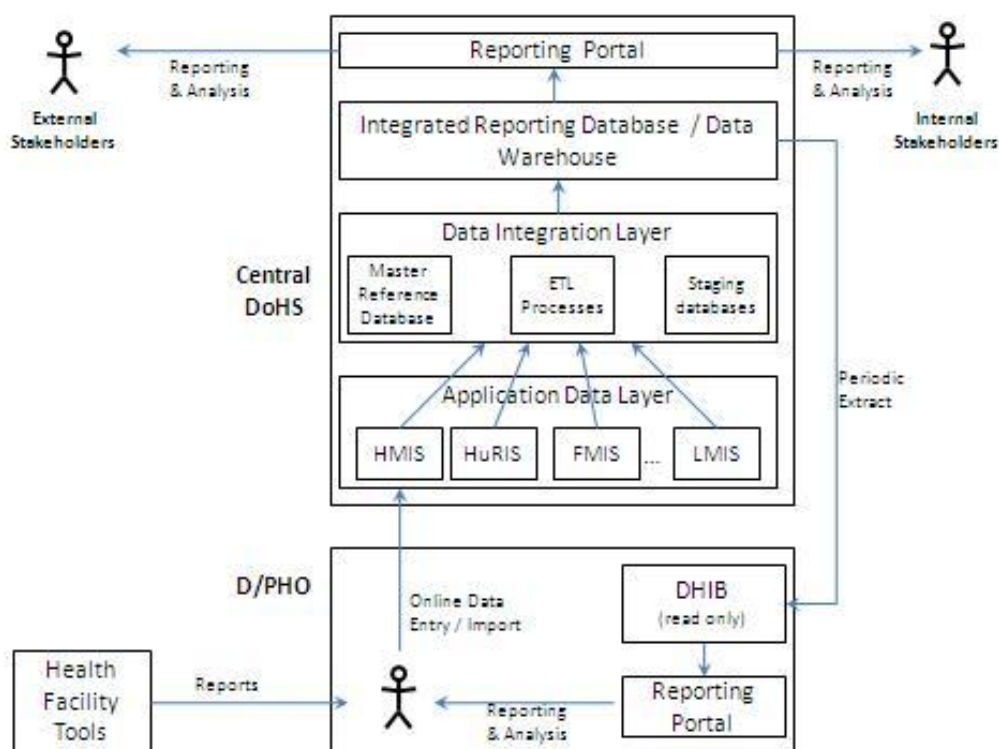 Reporting Portal
Reporting
& Analysis
Reporting
& Analysis
External
Stakeholders
Internal
Stakeholders
Integrated Reporting Database / Data
Warehouse
Data Integration Layer
Central
DoHS
Master
Reference
Database
ETL
Processes
Staging
databases
Periodic
Extract
Application Data Layer
HMIS
HuRIS
FMIS
...
LMIS
D/PHO
Online Data
Entry / Import
DHIB
(read only)
Health
Facility
Tools
Reports
Reporting
& Analysis
Reporting
Portal